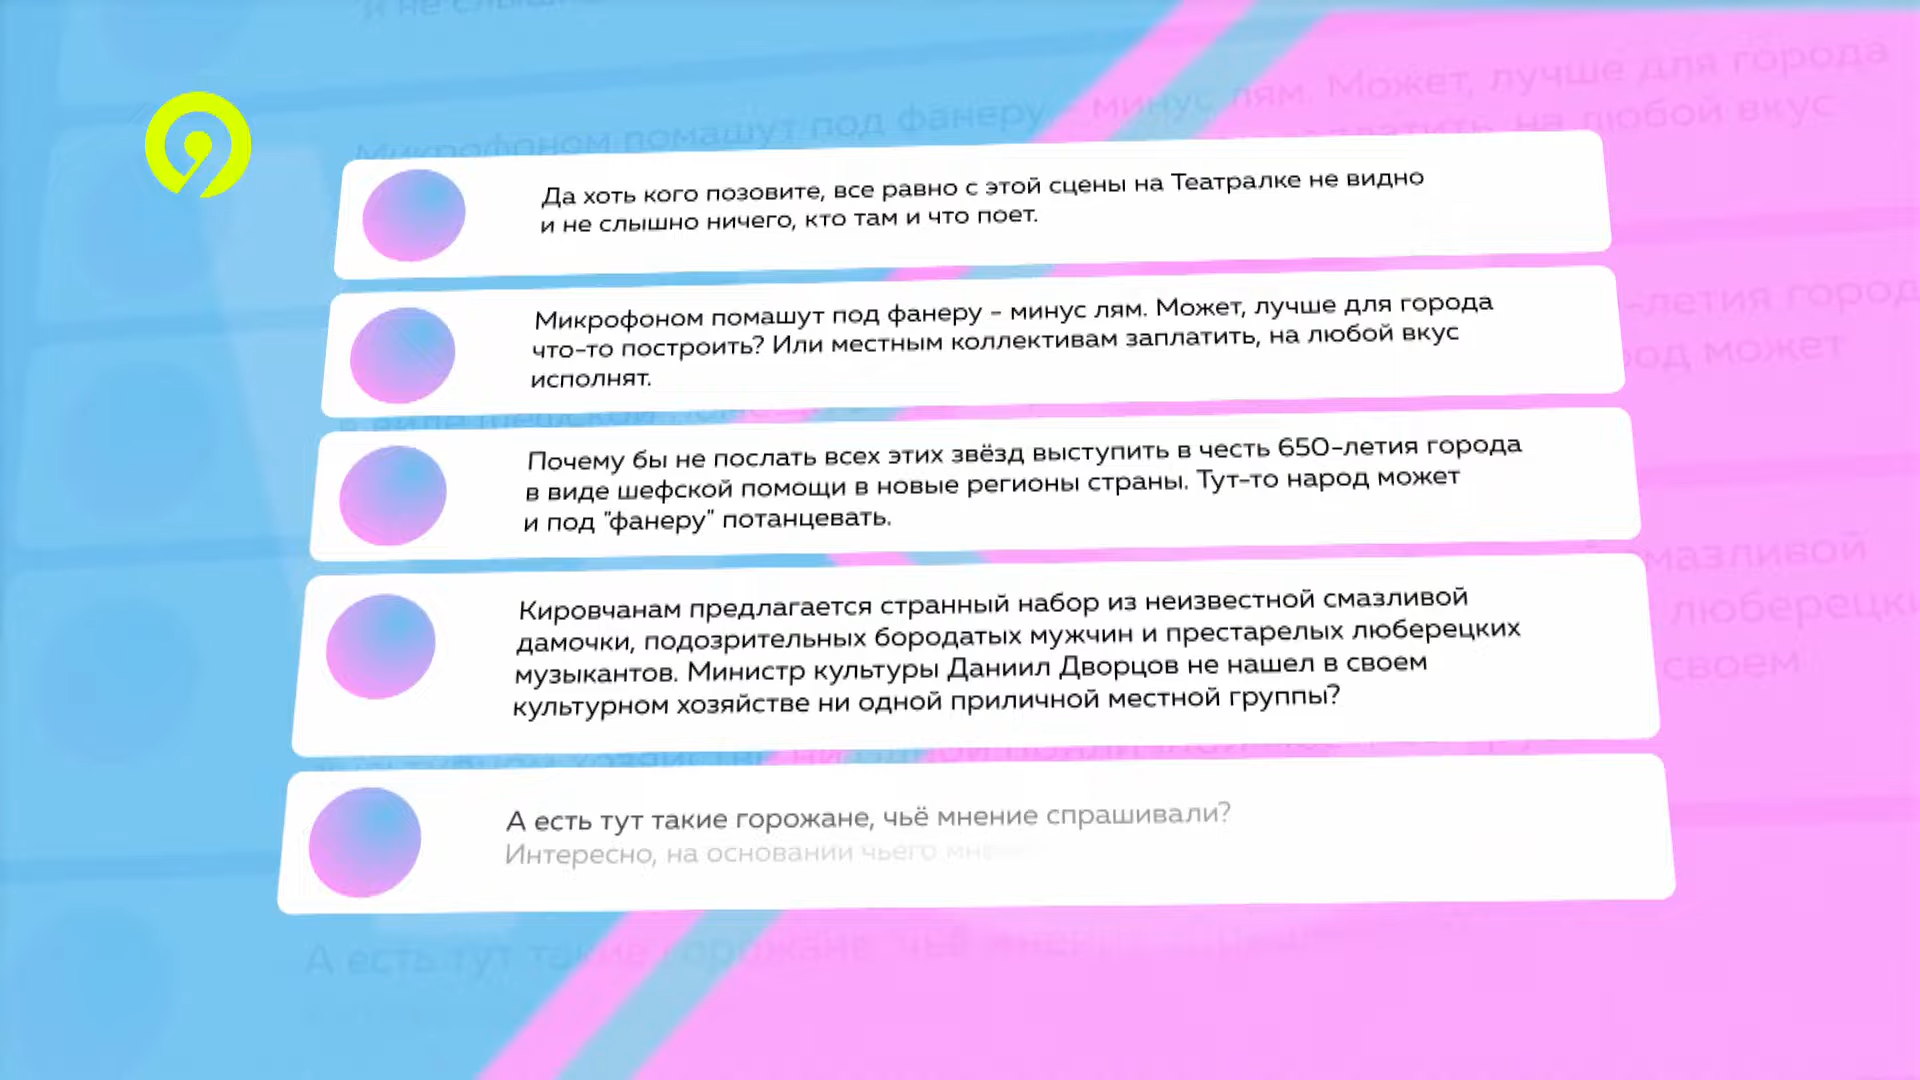 Да хоть кого позовите, все равно с этой сцены на Театралке не видно
и не слышно ничего, кто там и что поет.
Микрофоном помашут под фанеру - минус лям. Может, лучше для города
что-то построить? Или местным коллективам заплатить, на любой вкус
исполнят.
Почему бы не послать всех этих звёзд выступить в честь 650-летия города
в виде шефской помощи в новые регионы страны. Тут-то народ может
и под "фанеру" потанцевать.
Кировчанам предлагается странный набор из неизвестной смазливой
дамочки, подозрительных бородатых мужчин и престарелых люберецких
музыкантов. Министр культуры Даниил Дворцов не нашел в своем
культурном хозяйстве ни одной приличной местной группы?
А есть тут такие горожане, чьё мнение спрашивали?
Интересно, на основании чьего